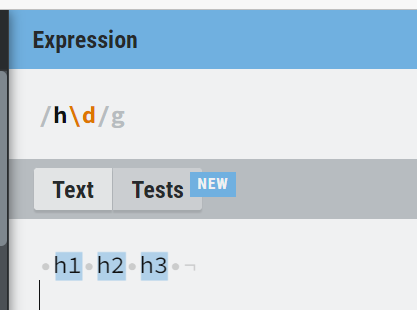 Expression
/h\d/g
Text Tests NEW
·h1·h2·h3·¬